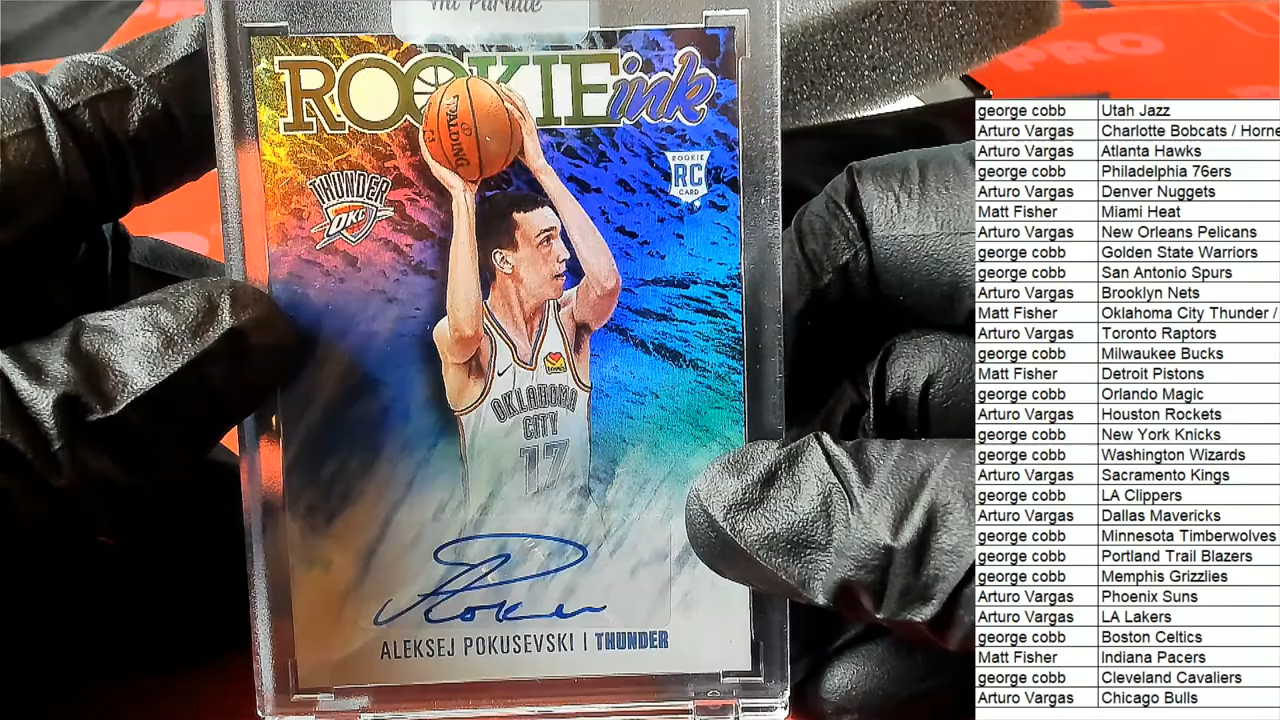 Hit Parade
ROOKIE ink
SPALDING
THUNDER
OKC
ROOKIE
RC
CARD
OKLAHOMA
CITY
17
ALEKSEJ POKUSEVSKI | THUNDER
PRO
george cobb Utah Jazz
Arturo Vargas Charlotte Bobcats / Horne
Arturo Vargas Atlanta Hawks
george cobb Philadelphia 76ers
Arturo Vargas Denver Nuggets
Matt Fisher Miami Heat
Arturo Vargas New Orleans Pelicans
george cobb Golden State Warriors
george cobb San Antonio Spurs
Arturo Vargas Brooklyn Nets
Matt Fisher Oklahoma City Thunder /
Arturo Vargas Toronto Raptors
george cobb Milwaukee Bucks
Matt Fisher Detroit Pistons
george cobb Orlando Magic
Arturo Vargas Houston Rockets
george cobb New York Knicks
george cobb Washington Wizards
Arturo Vargas Sacramento Kings
george cobb LA Clippers
Arturo Vargas Dallas Mavericks
george cobb Minnesota Timberwolves
george cobb Portland Trail Blazers
george cobb Memphis Grizzlies
Arturo Vargas Phoenix Suns
Arturo Vargas LA Lakers
george cobb Boston Celtics
Matt Fisher Indiana Pacers
george cobb Cleveland Cavaliers
Arturo Vargas Chicago Bulls